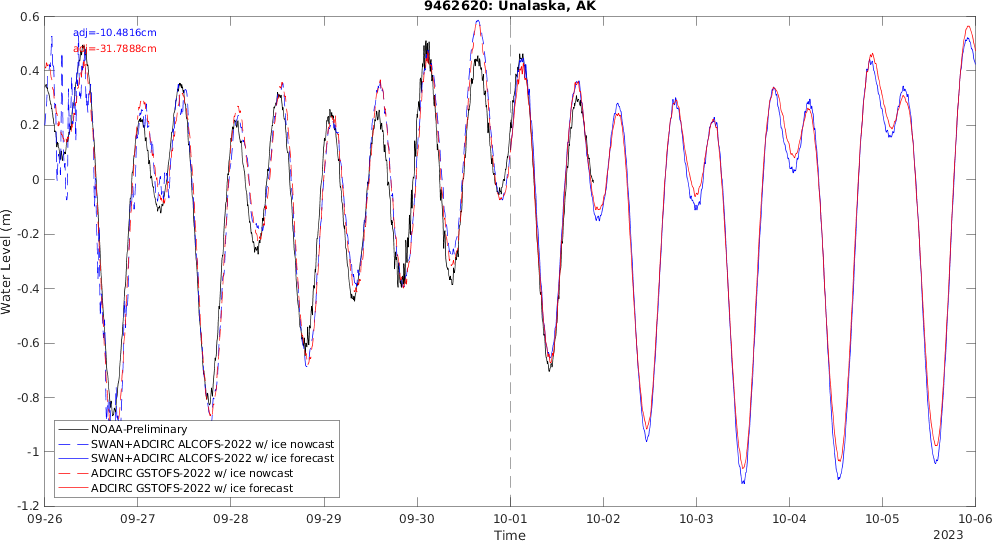 9462620: Unalaska, AK
adj=-10.4816cm
adj=-31.7888cm
0.6
0.4
0.2
0
-0.2
-0.4
-0.6
-0.8
-1
-1.2
Water Level (m)
NOAA-Preliminary
SWAN+ADCIRC ALCOFS-2022 w/ ice nowcast
SWAN+ADCIRC ALCOFS-2022 w/ ice forecast
ADCIRC GSTOFS-2022 w/ ice nowcast
ADCIRC GSTOFS-2022 w/ ice forecast
09-26 09-27 09-28 09-29 09-30 10-01 10-02 10-03 10-04 10-05 10-06
Time
2023